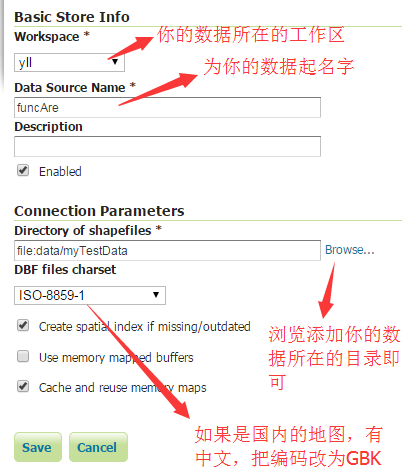 Basic Store Info
Workspace *
你的数据所在的工作区
yll
为你的数据起名字
Data Source Name *
funcAre
Description
Enabled
Connection Parameters
Directory of shapefiles *
file:data/myTestData
Browse...
DBF files charset
ISO-8859-1
Create spatial index if missing/outdated
Use memory mapped buffers
Cache and reuse memory maps
浏览添加你的数
据所在的目录即
可
如果是国内的地图，有
中文，把编码改为GBK
Save
Cancel